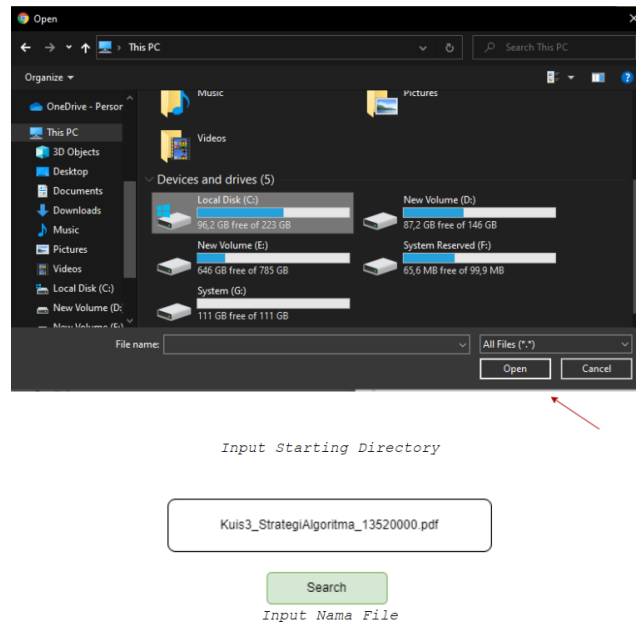 Open
This PC
Search This PC
Organize
OneDrive - Person
Music
Pictures
This PC
Videos
3D Objects
Desktop
Documents
Downloads
Music
Pictures
Videos
Local Disk (C:)
New Volume (D:
New Volume (E:)
Devices and drives (5)
Local Disk (C:)
96,2 GB free of 223 GB
New Volume (D:)
87,2 GB free of 146 GB
New Volume (E:)
646 GB free of 785 GB
System Reserved (F:)
65,6 MB free of 99,9 MB
System (G:)
111 GB free of 111 GB
File name:
All Files (*.*)
Open
Cancel
Input Starting Directory
Kuis3_StrategiAlgoritma_13520000.pdf
Search
Input Nama File